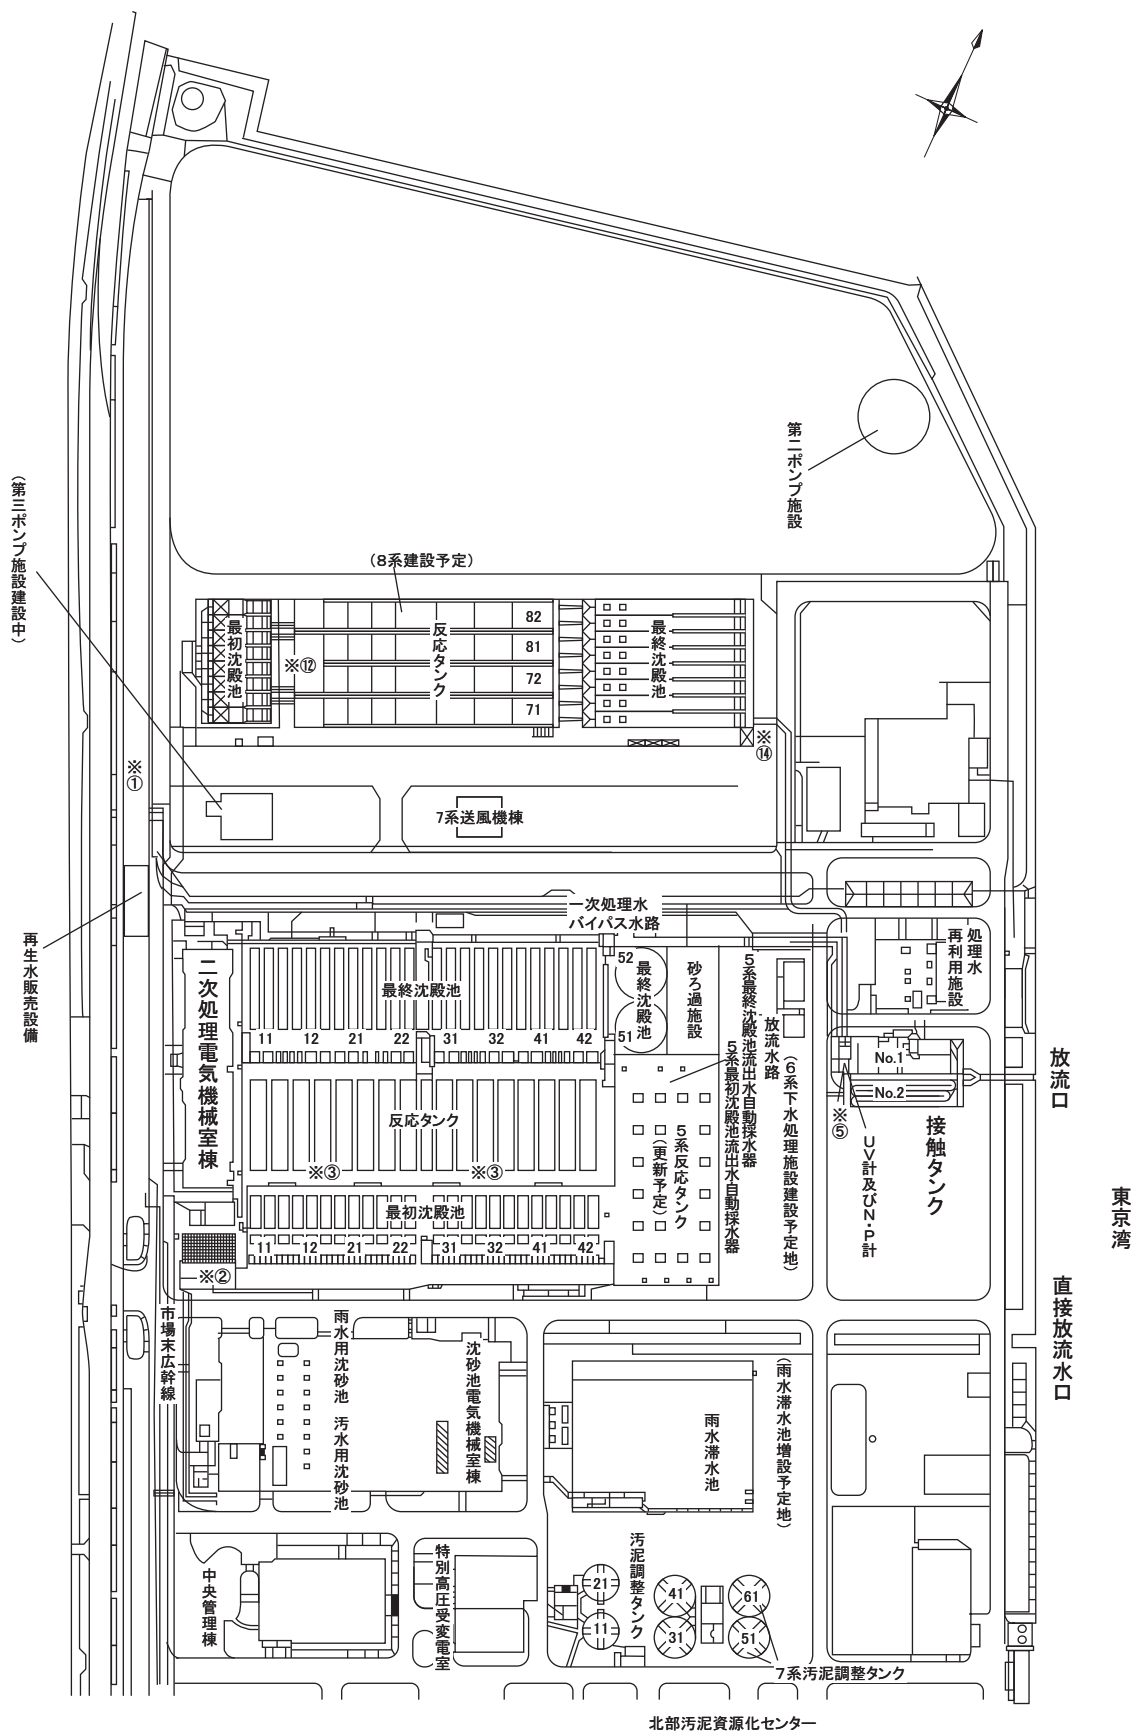 第二ポンプ施設
(第三ポンプ施設建設中)
(8系建設予定)
最初沈殿池
※⑫
反応タンク
82
81
72
71
最終沈殿池
※⑭
※①
7系送風機棟
再生水販売設備
一次処理水
バイパス水路
二次処理電気機械室棟
最終沈殿池
11 12 21 22 31 32 41 42
反応タンク
※③ ※③
最初沈殿池
11 12 21 22 31 32 41 42
※②
52
最終沈殿池
51
砂ろ過施設
5系最終沈殿池流出水自動採水器
5系最初沈殿池流出水自動採水器
放流水路
5系反応タンク
(更新予定)
(6系下水処理施設建設予定地)
処理水
再利用施設
No.1
No.2
※⑤
UV計及びN・P計
接触タンク
放流口
東京湾
直接放流水口
市場末広幹線
雨水用沈砂池
汚水用沈砂池
沈砂池電気機械室棟
雨水滞水池
(雨水滞水池増設予定地)
中央管理棟
特別高圧受変電室
汚泥調整タンク
21 41 61
11 31 51
7系汚泥調整タンク
北部汚泥資源化センター